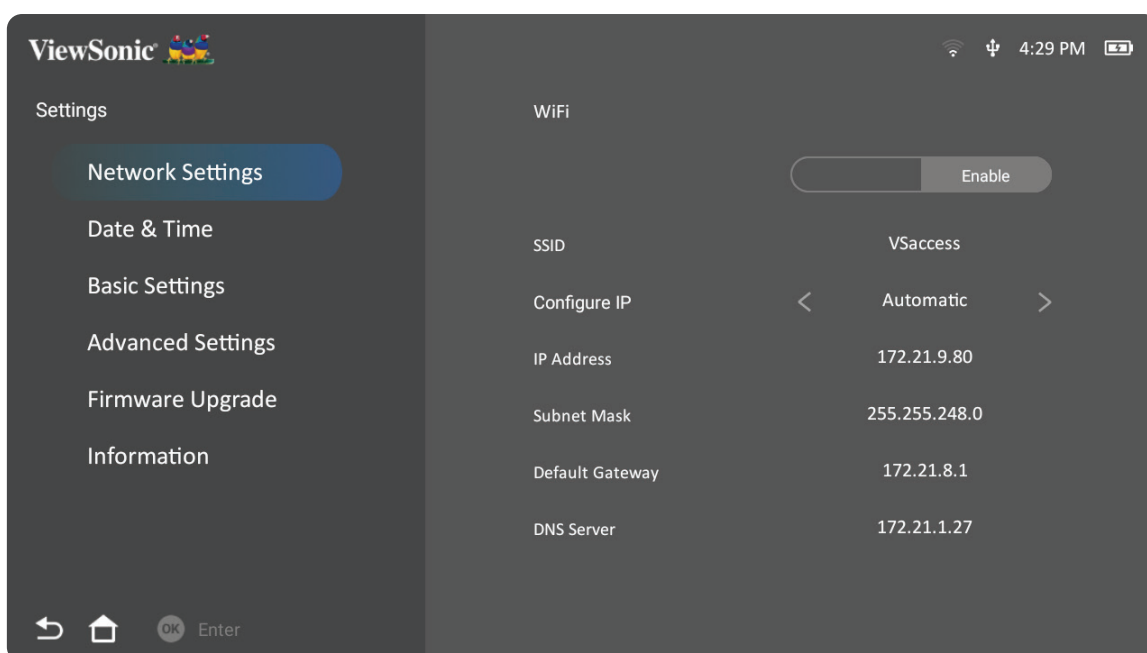 ViewSonic
4:29 PM
Settings
Network Settings
Date & Time
Basic Settings
Advanced Settings
Firmware Upgrade
Information
WiFi
Enable
SSID VSaccess
Configure IP < Automatic >
IP Address 172.21.9.80
Subnet Mask 255.255.248.0
Default Gateway 172.21.8.1
DNS Server 172.21.1.27
OK Enter